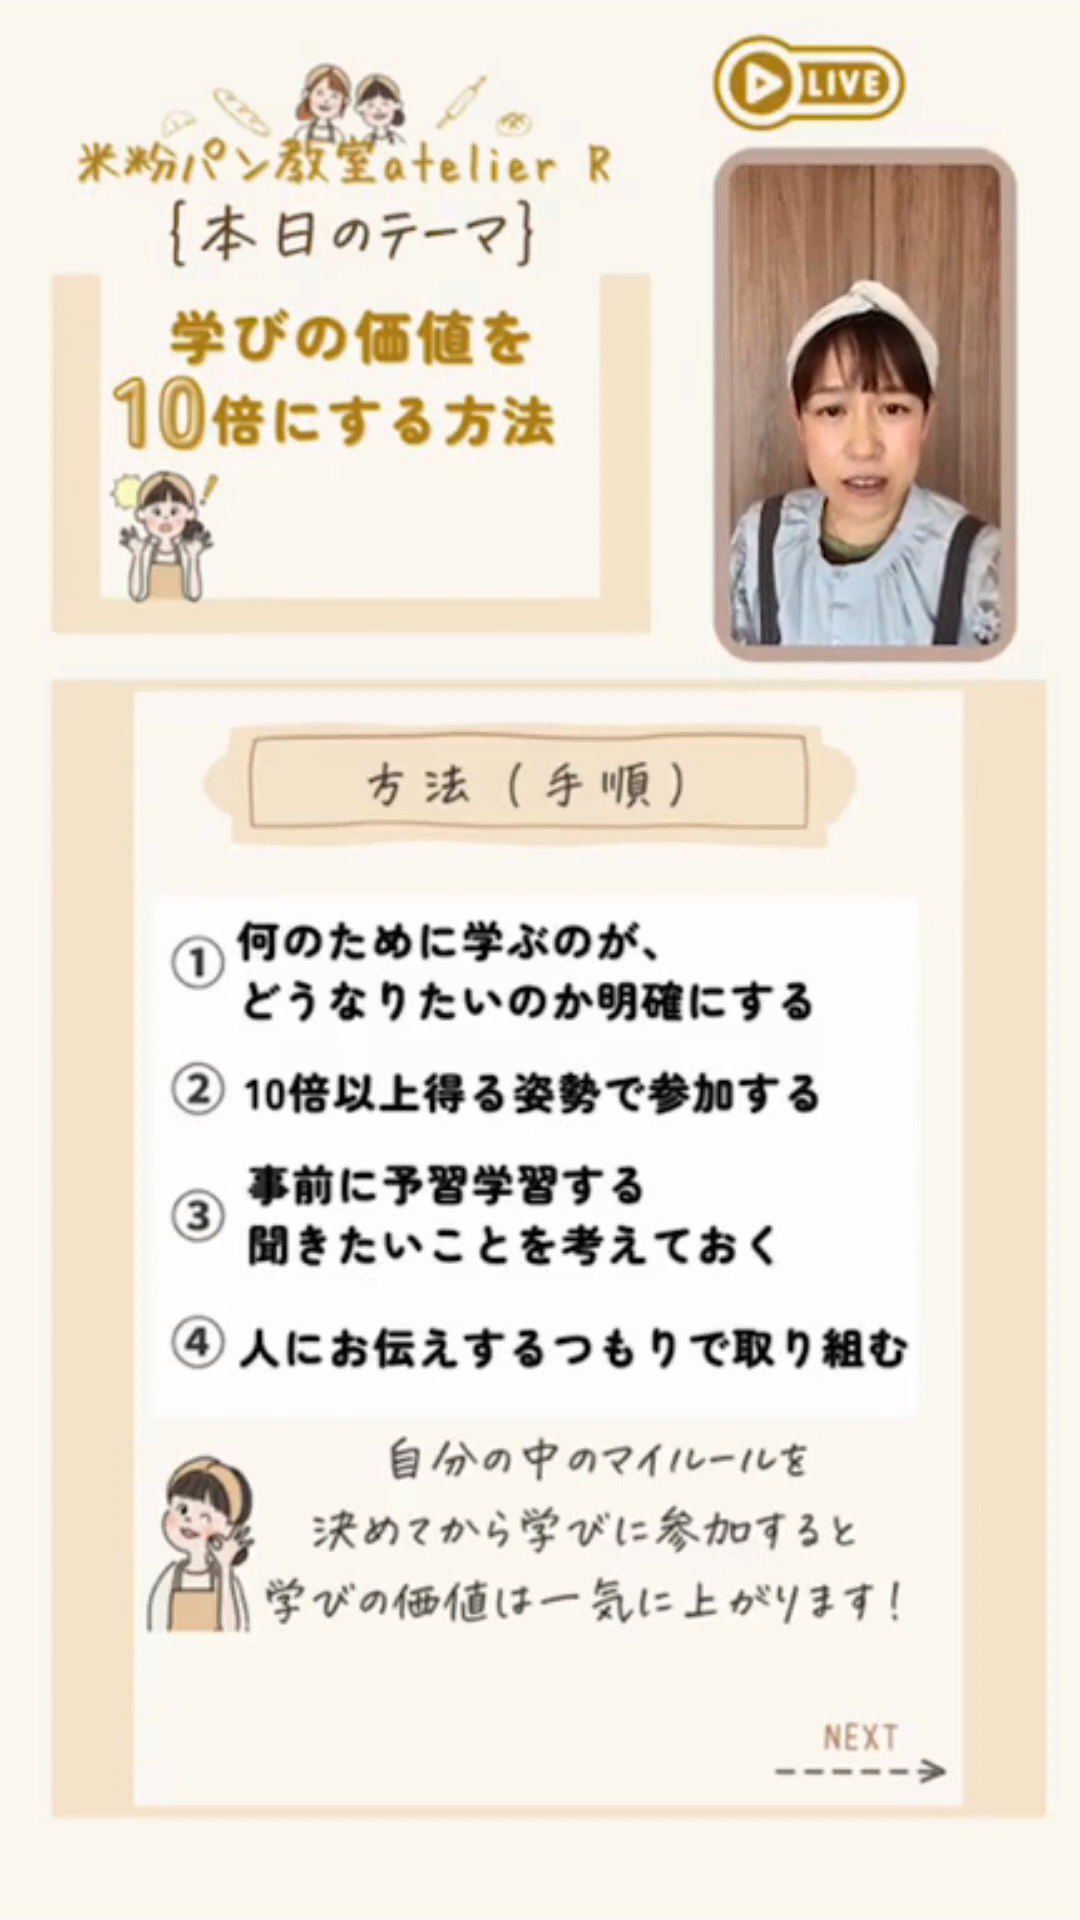 米粉パン教室atelier R
{本日のテーマ}
学びの価値を
10倍にする方法
LIVE
方法(手順)
① 何のために学ぶのが、
どうなりたいのか明確にする
② 10倍以上得る姿勢で参加する
③ 事前に予習学習する
聞きたいことを考えておく
④ 人にお伝えするつもりで取り組む
自分の中のマイルールを
決めてから学びに参加すると
学びの価値は一気に上がります!
NEXT